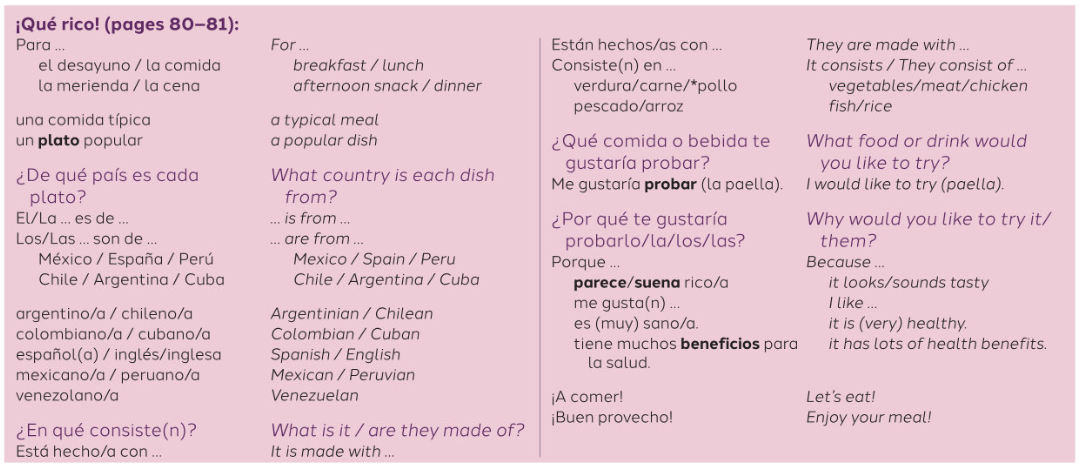 ¡Qué rico! (pages 80–81):
Para ... For ...
el desayuno / la comida breakfast / lunch
la merienda / la cena afternoon snack / dinner
una comida típica a typical meal
un plato popular a popular dish
¿De qué país es cada What country is each dish
plato? from?
El/La ... es de ... ... is from ...
Los/Las ... son de ... ... are from ...
México / España / Perú Mexico / Spain / Peru
Chile / Argentina / Cuba Chile / Argentina / Cuba
argentino/a / chileno/a Argentinian / Chilean
colombiano/a / cubano/a Colombian / Cuban
español(a) / inglés/inglesa Spanish / English
mexicano/a / peruano/a Mexican / Peruvian
venezolano/a Venezuelan
¿En qué consiste(n)? What is it / are they made of?
Está hecho/a con ... It is made with ...
Están hechos/as con ... They are made with ...
Consiste(n) en ... It consists / They consist of ...
verdura/carne/*pollo vegetables/meat/chicken
pescado/arroz fish/rice
¿Qué comida o bebida te What food or drink would
gustaría probar? you like to try?
Me gustaría probar (la paella). I would like to try (paella).
¿Por qué te gustaría Why would you like to try it/
probarlo/la/los/las? them?
Porque ... Because ...
parece/suena rico/a it looks/sounds tasty
me gusta(n) ... I like ...
es (muy) sano/a. it is (very) healthy.
tiene muchos beneficios para it has lots of health benefits.
la salud.
¡A comer! Let's eat!
¡Buen provecho! Enjoy your meal!